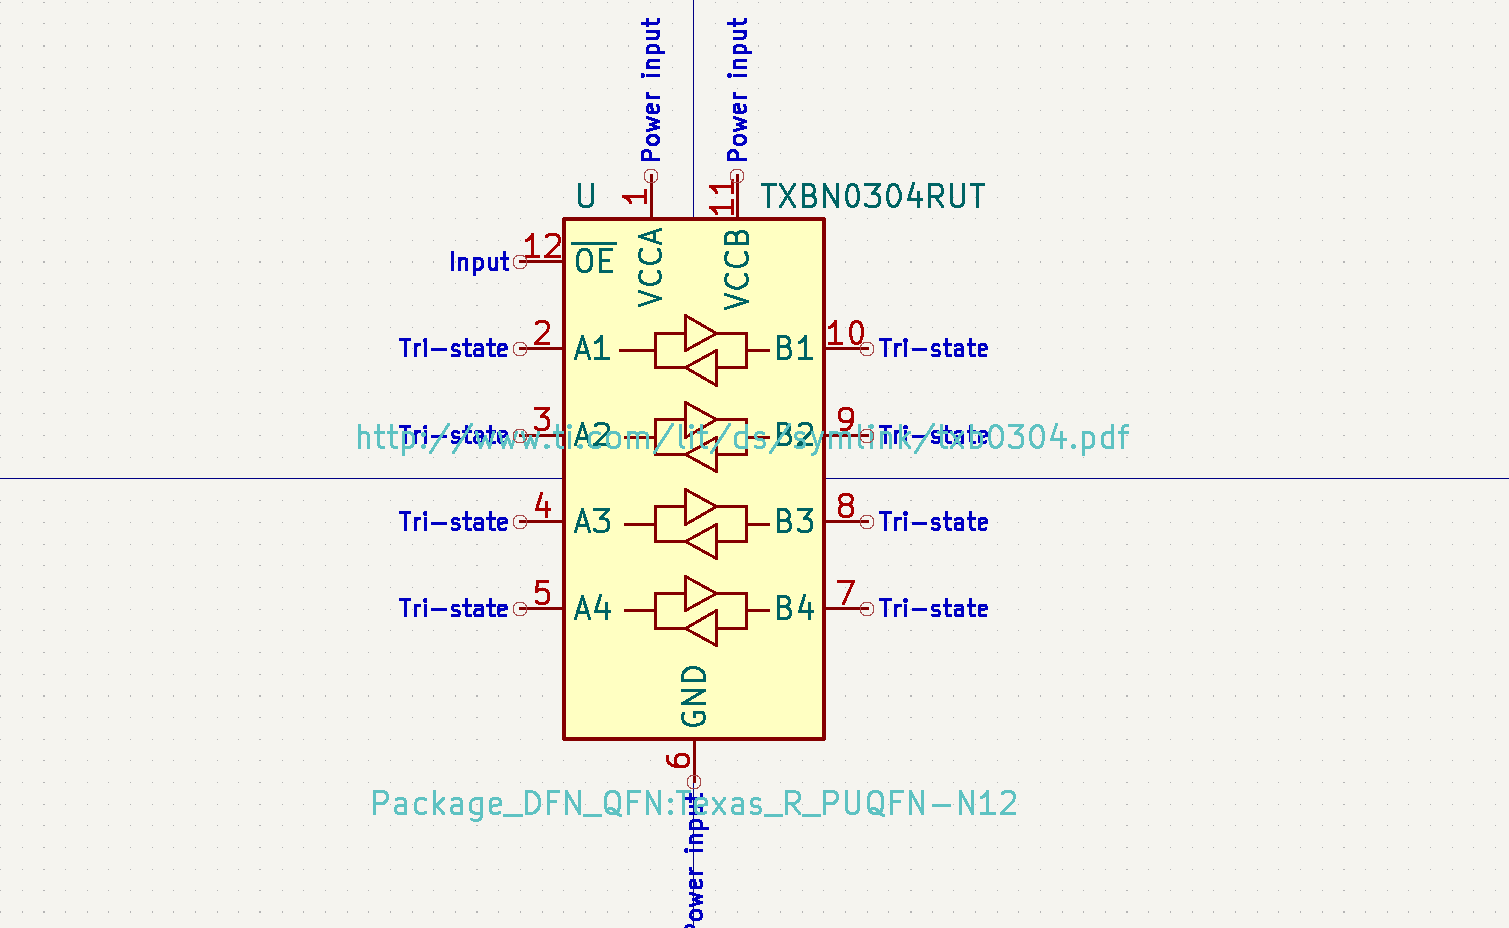 Power input
Power input
U
1
11
TXBN0304RUT
Input
12
OE
VCCA
VCCB
Tri-state
2
A1
B1
10
Tri-state
Tri-state
3
A2
B2
9
Tri-state
http://www.ti.com/lit/ds/symlink/txb0304.pdf
Tri-state
4
A3
B3
8
Tri-state
Tri-state
5
A4
B4
7
Tri-state
GND
6
Package_DFN_QFN:Texas_R_PUQFN-N12
Power input